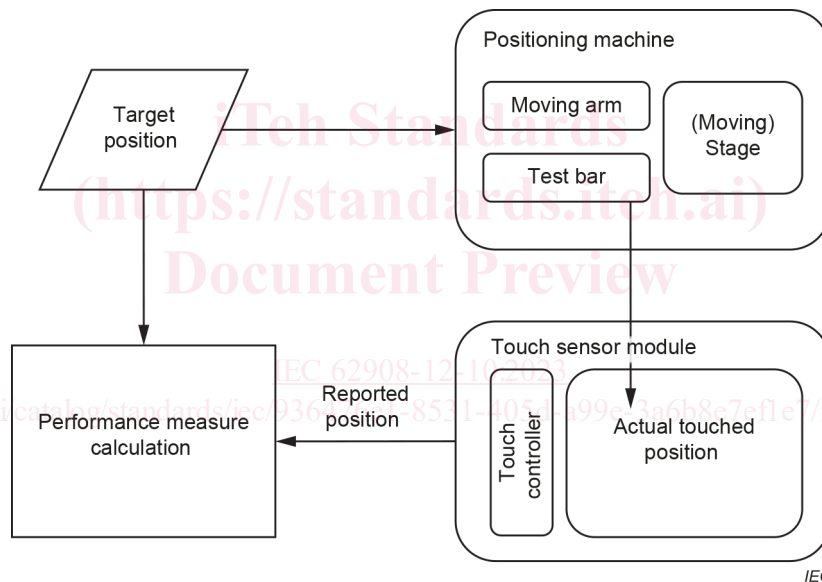 Positioning machine
Target
position
Moving arm
(Moving)
Stage
Test bar
iTeh Standards
(https://standards.iteh.ai)
Document Preview
Touch sensor module
IEC 62908-12-10:2023
Reported
position
Performance measure
calculation
Touch
controller
Actual touched
position